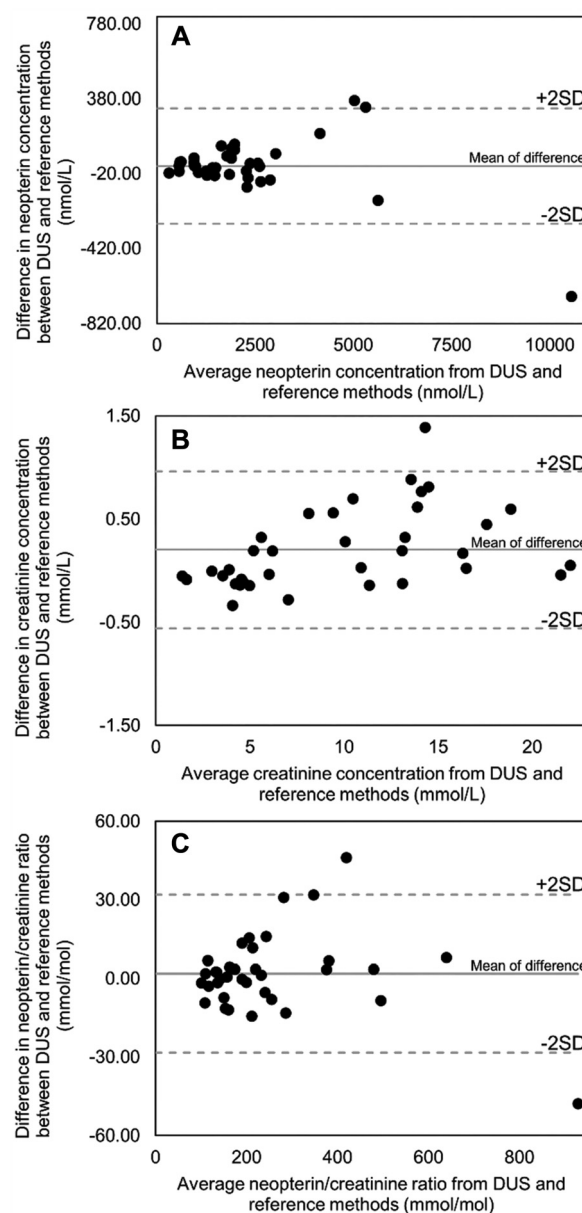 A
780.00
380.00
-20.00
-420.00
-820.00
Difference in neopterin concentration
between DUS and reference methods
(nmol/L)
+2SD
Mean of difference
-2SD
0
2500
5000
7500
10000
Average neopterin concentration from DUS and
reference methods (nmol/L)
B
1.50
0.50
-0.50
-1.50
Difference in creatinine concentration
between DUS and reference methods
(mmol/L)
+2SD
Mean of difference
-2SD
0
5
10
15
20
Average creatinine concentration from DUS and
reference methods (mmol/L)
C
60.00
30.00
0.00
-30.00
-60.00
Difference in neopterin/creatinine ratio
between DUS and reference methods
(mmol/mol)
+2SD
Mean of difference
-2SD
0
200
400
600
800
Average neopterin/creatinine ratio from DUS and
reference methods (mmol/mol)